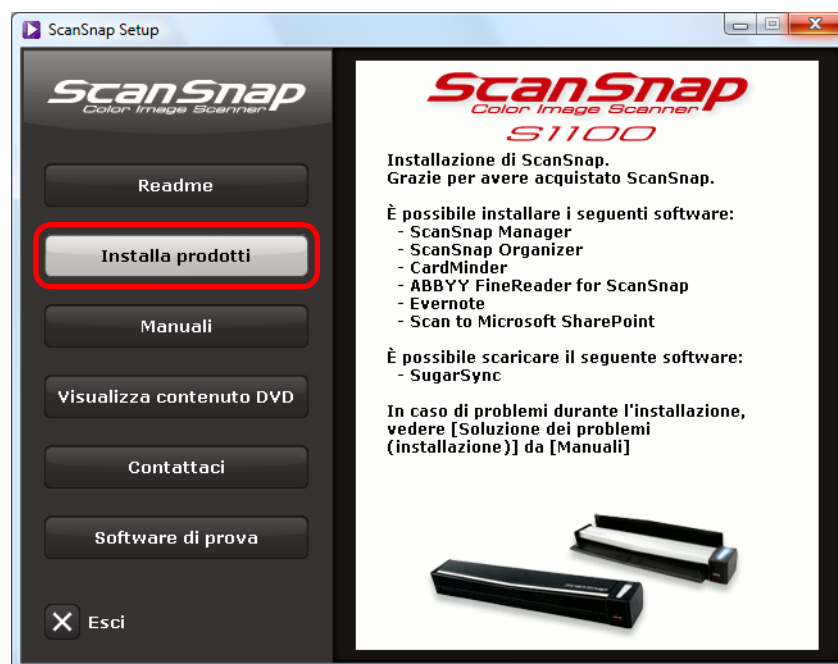 ScanSnap Setup
ScanSnap
Color Image Scanner
Readme
Installa prodotti
Manuali
Visualizza contenuto DVD
Contattaci
Software di prova
Esci
ScanSnap
Color Image Scanner
S1100
Installazione di ScanSnap.
Grazie per avere acquistato ScanSnap.
È possibile installare i seguenti software:
- ScanSnap Manager
- ScanSnap Organizer
- CardMinder
- ABBYY FineReader for ScanSnap
- Evernote
- Scan to Microsoft SharePoint
È possibile scaricare il seguente software:
- SugarSync
In caso di problemi durante l'installazione,
vedere [Soluzione dei problemi
(installazione)] da [Manuali]
ScanSnap